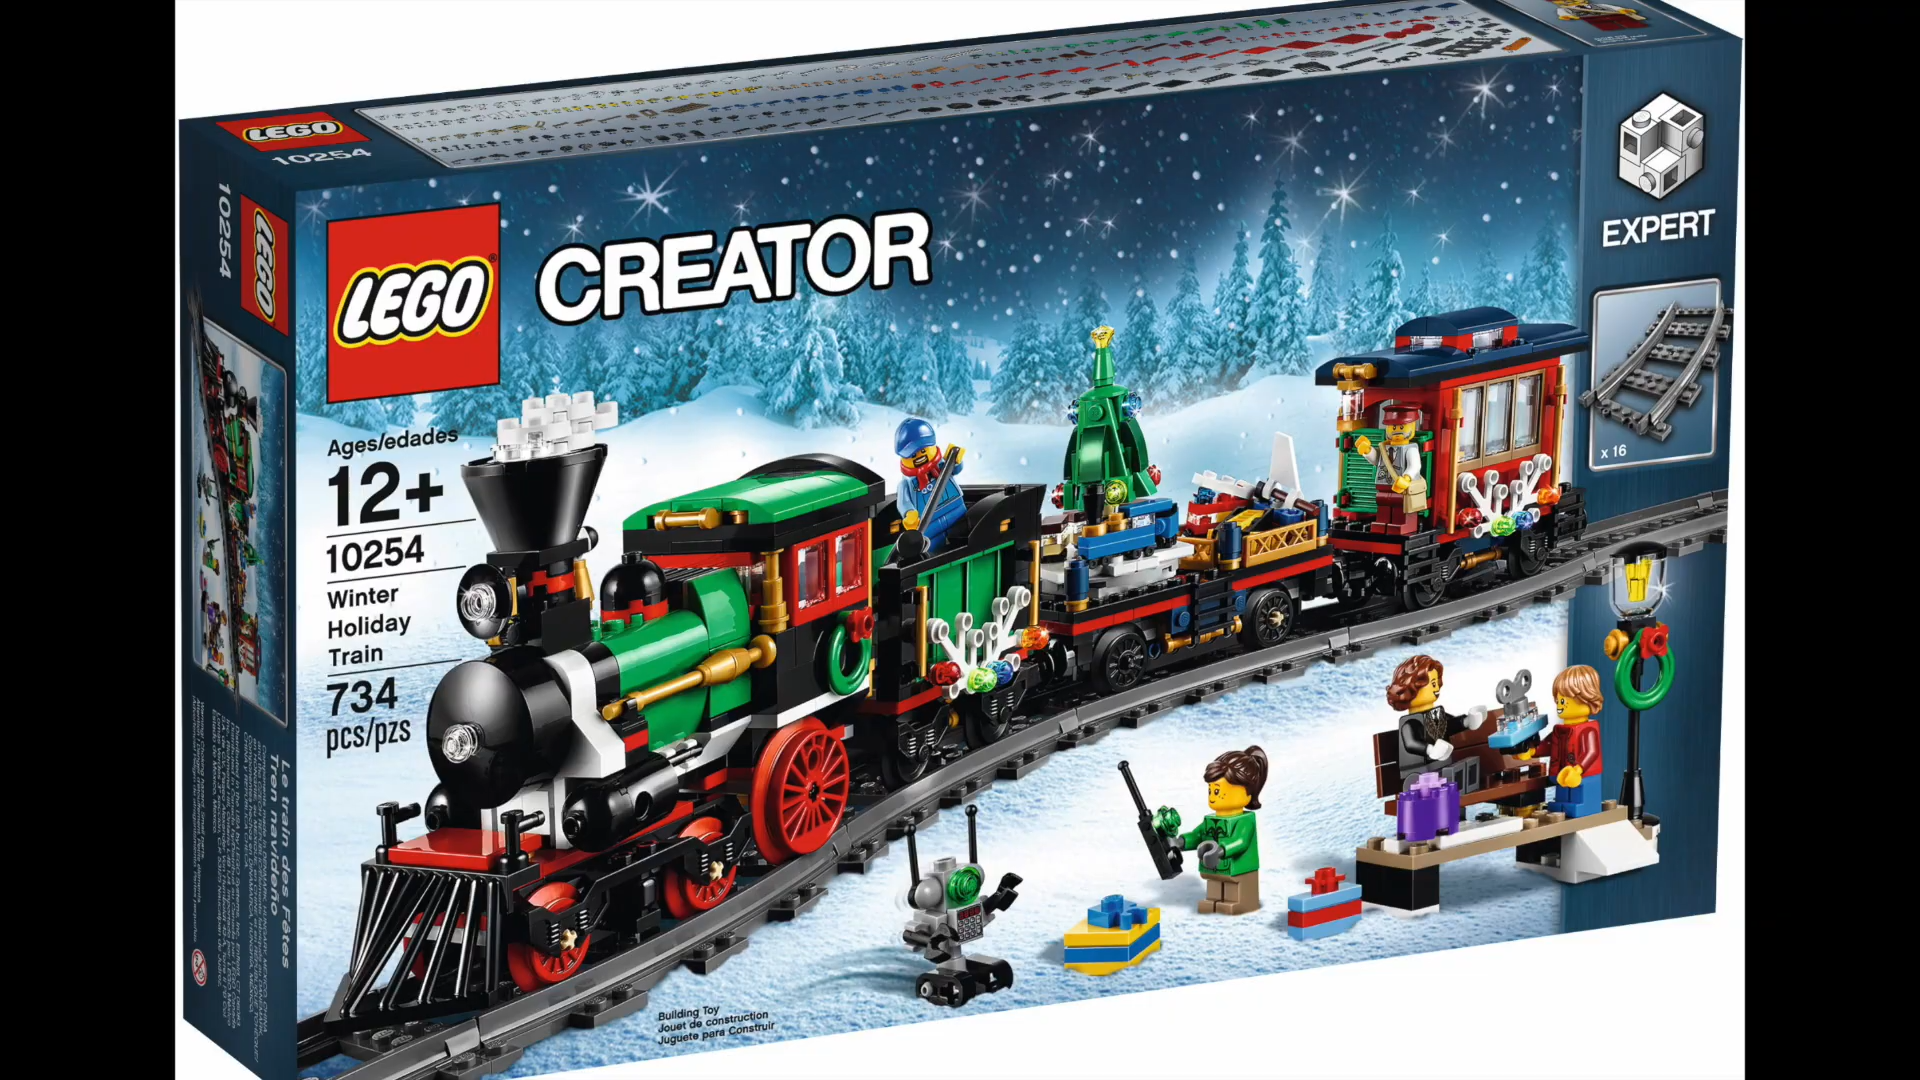 LEGO
10254
10254
LEGO
LEGO®
CREATOR
EXPERT
x 16
Ages/edades
12+
10254
Winter
Holiday
Train
734
pcs/pzs
Le train des Fêtes
Tren navideño
Building Toy
Jouet de construction
Juguete para Construir